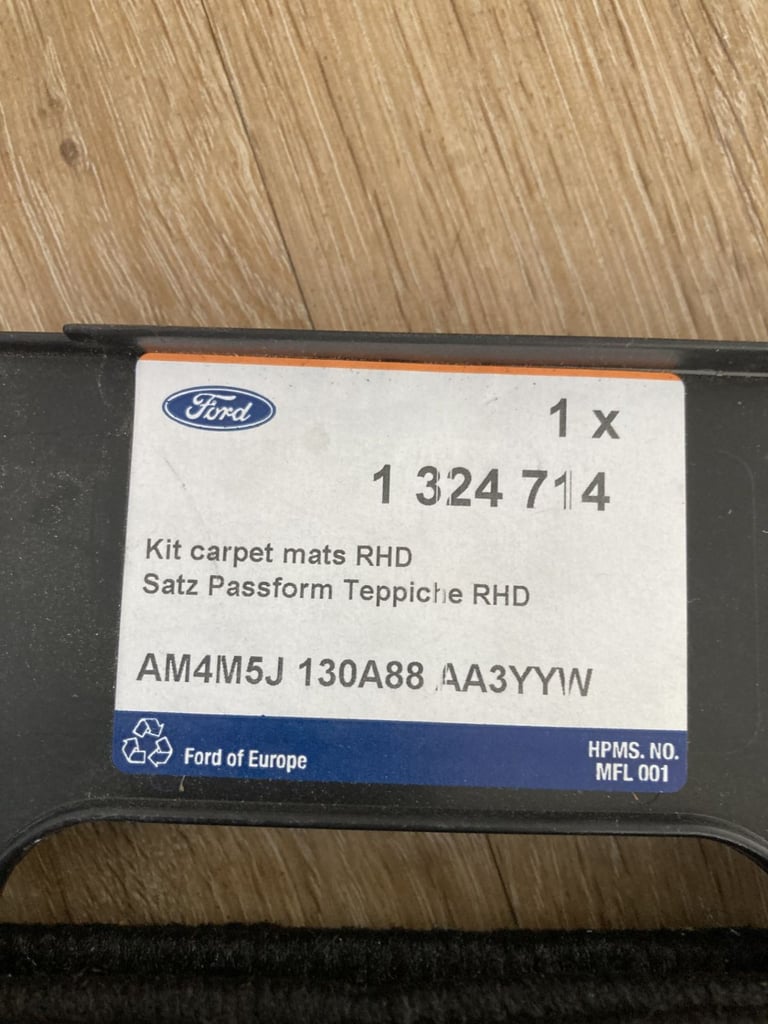 Ford
1 x
1 324 714
Kit carpet mats RHD
Satz Passform Teppiche RHD
AM4M5J 130A88 AA3YYW
Ford of Europe
HPMS. NO.
MFL 001